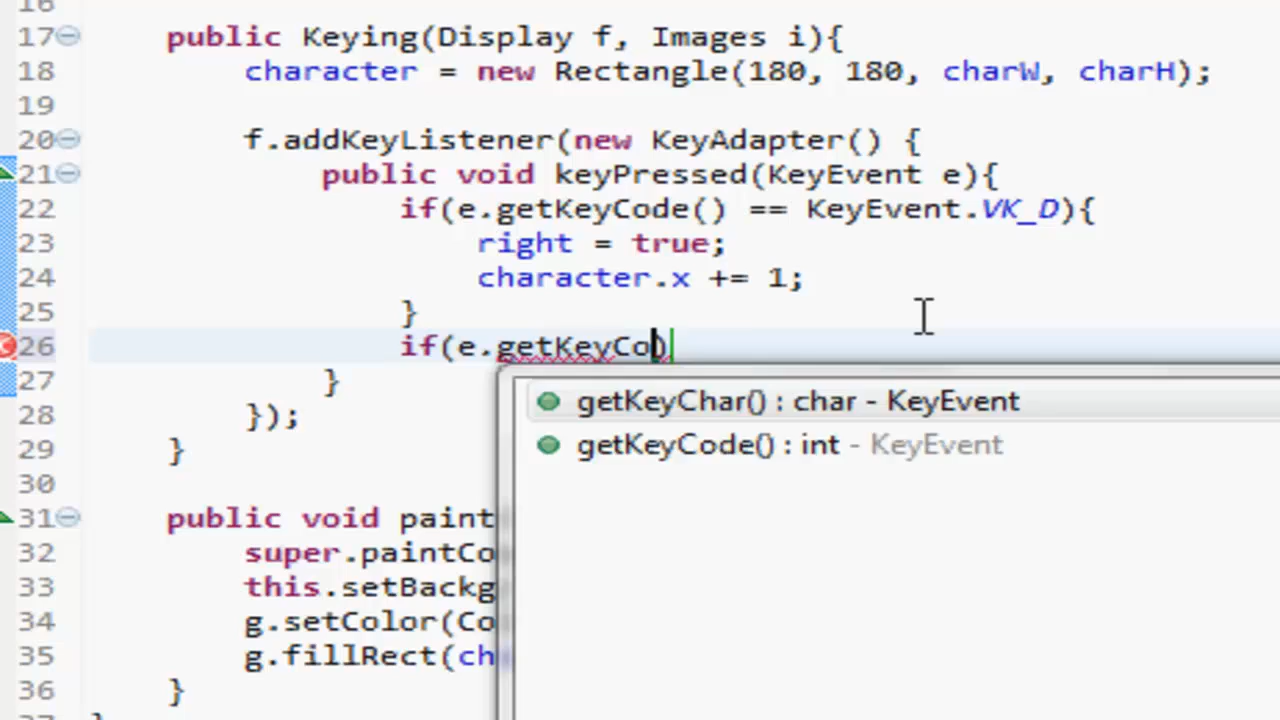 16
17 public Keying(Display f, Images i){
18 character = new Rectangle(180, 180, charW, charH);
19
20 f.addKeyListener(new KeyAdapter() {
21 public void keyPressed(KeyEvent e){
22 if(e.getKeyCode() == KeyEvent.VK_D){
23 right = true;
24 character.x += 1;
25 }
26 if(e.getKeyCo)
27 }
getKeyChar() : char - KeyEvent
28 });
getKeyCode() : int - KeyEvent
29 }
30
31 public void paint
32 super.paintCo
33 this.setBackg
34 g.setColor(Co
35 g.fillRect(ch
36 }
37 }